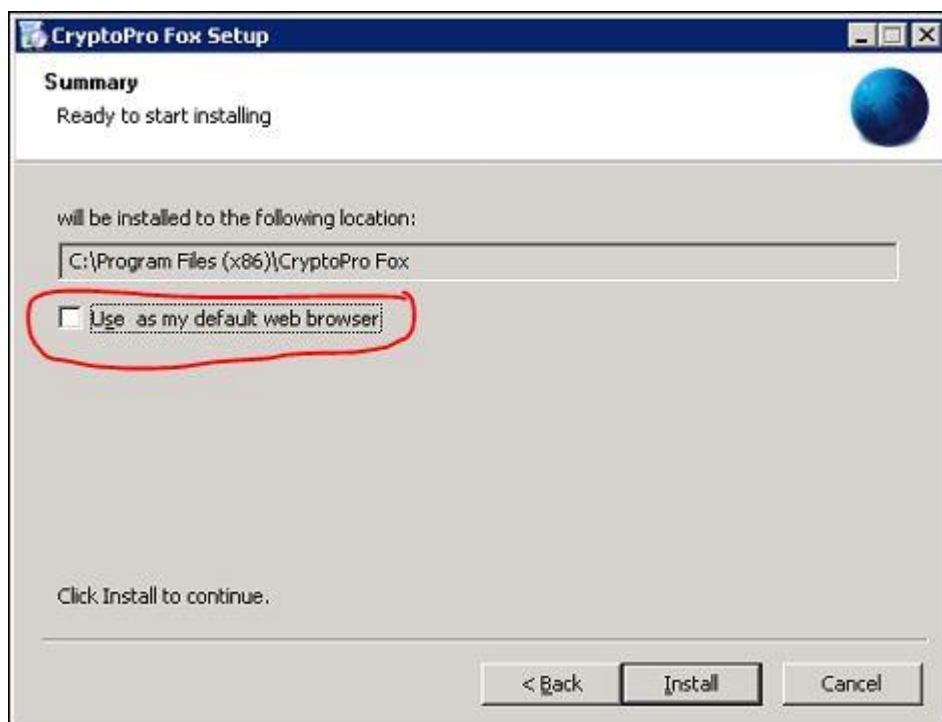 CryptoPro Fox Setup
Summary
Ready to start installing
will be installed to the following location:
C:\Program Files (x86)\CryptoPro Fox
Use  as my default web browser
Click Install to continue.
< Back
Install
Cancel